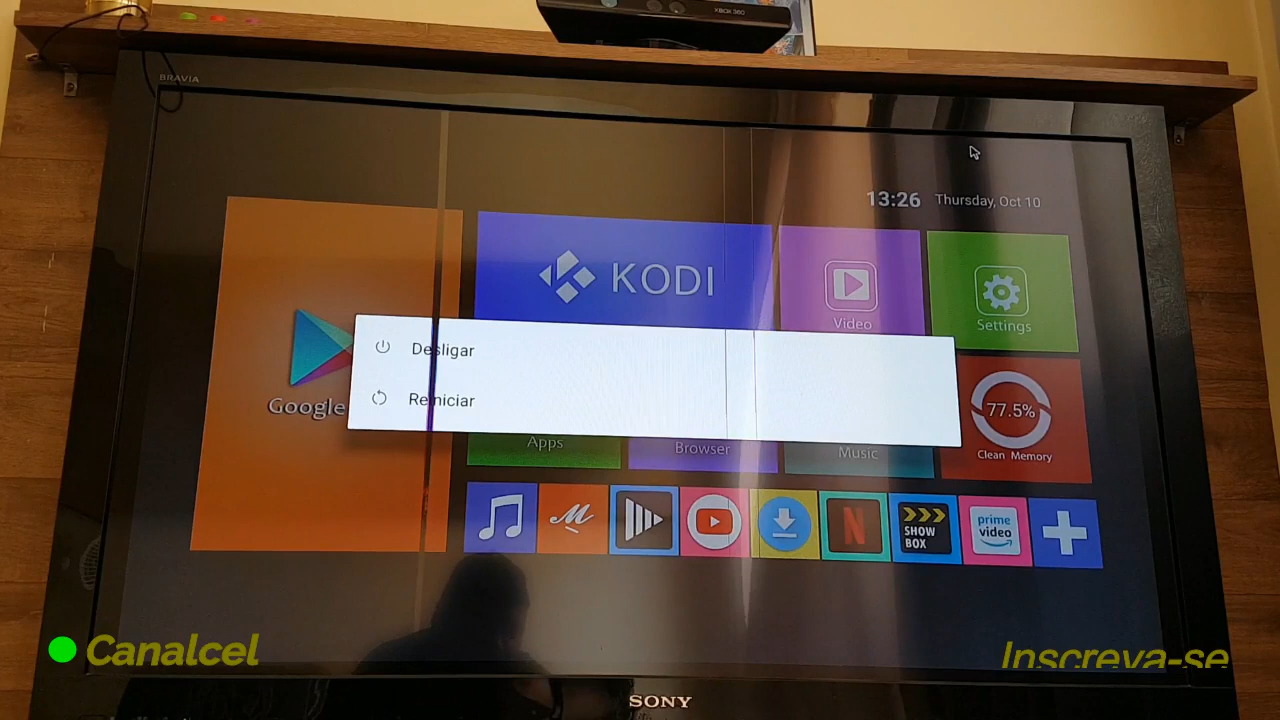 XBOX 360
BRAVIA
13:26 Thursday, Oct 10
KODI
Video
Settings
Desligar
Reiniciar
Google
77.5%
Clean Memory
Apps
Browser
Music
SHOW
BOX
prime
video
Canalcel
Inscreva-se
SONY